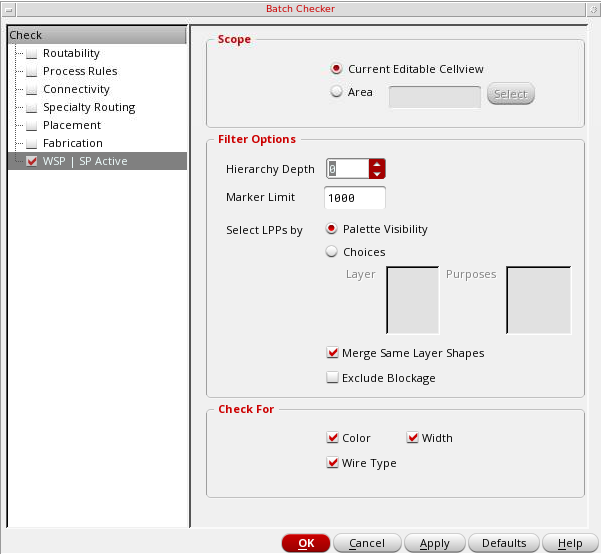 Batch Checker
Check
Routability
Process Rules
Connectivity
Specialty Routing
Placement
Fabrication
WSP | SP Active
Scope
Current Editable Cellview
Area
Select
Filter Options
Hierarchy Depth 0
Marker Limit 1000
Select LPPs by Palette Visibility
Choices
Layer Purposes
Merge Same Layer Shapes
Exclude Blockage
Check For
Color Width
Wire Type
OK Cancel Apply Defaults Help